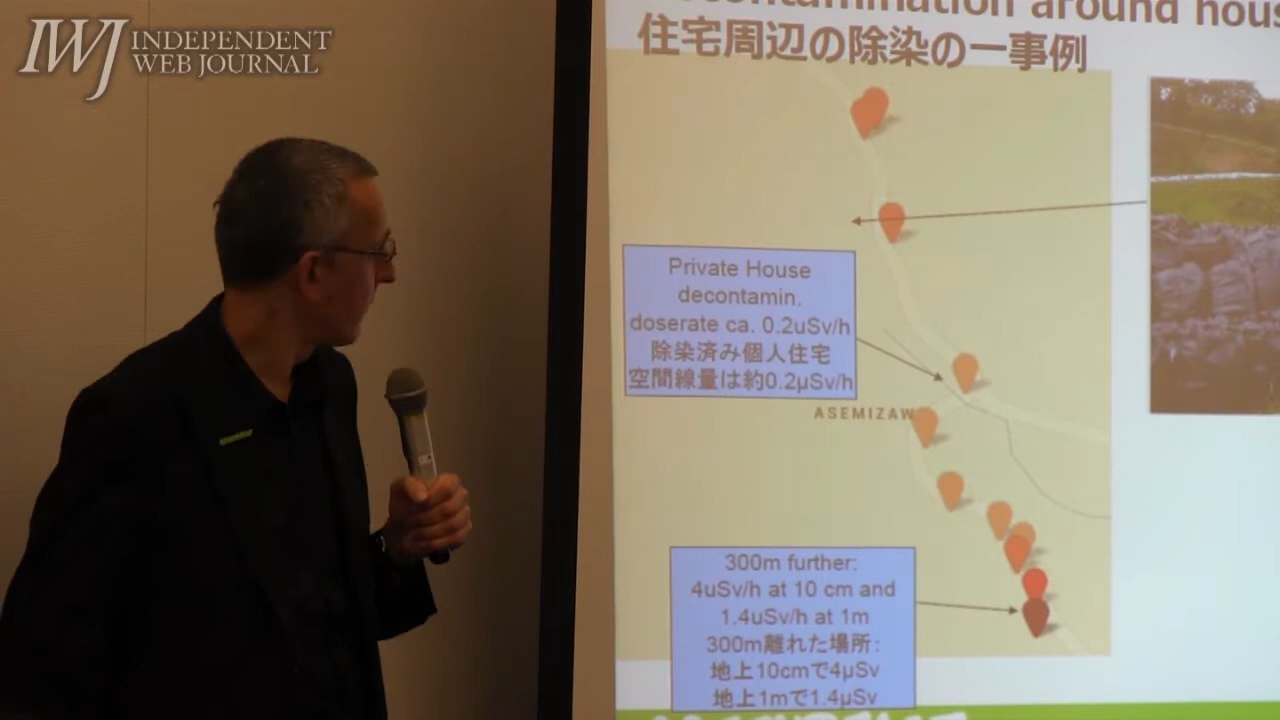 IWJ INDEPENDENT
WEB JOURNAL
contamination around hous
住宅周辺の除染の一事例
Private House
decontamin.
doserate ca. 0.2uSv/h
除染済み個人住宅
空間線量は約0.2μSv/h
ASEMIZAW
300m further:
4uSv/h at 10 cm and
1.4uSv/h at 1m
300m離れた場所:
地上10cmで4μSv
地上1mで1.4μSv